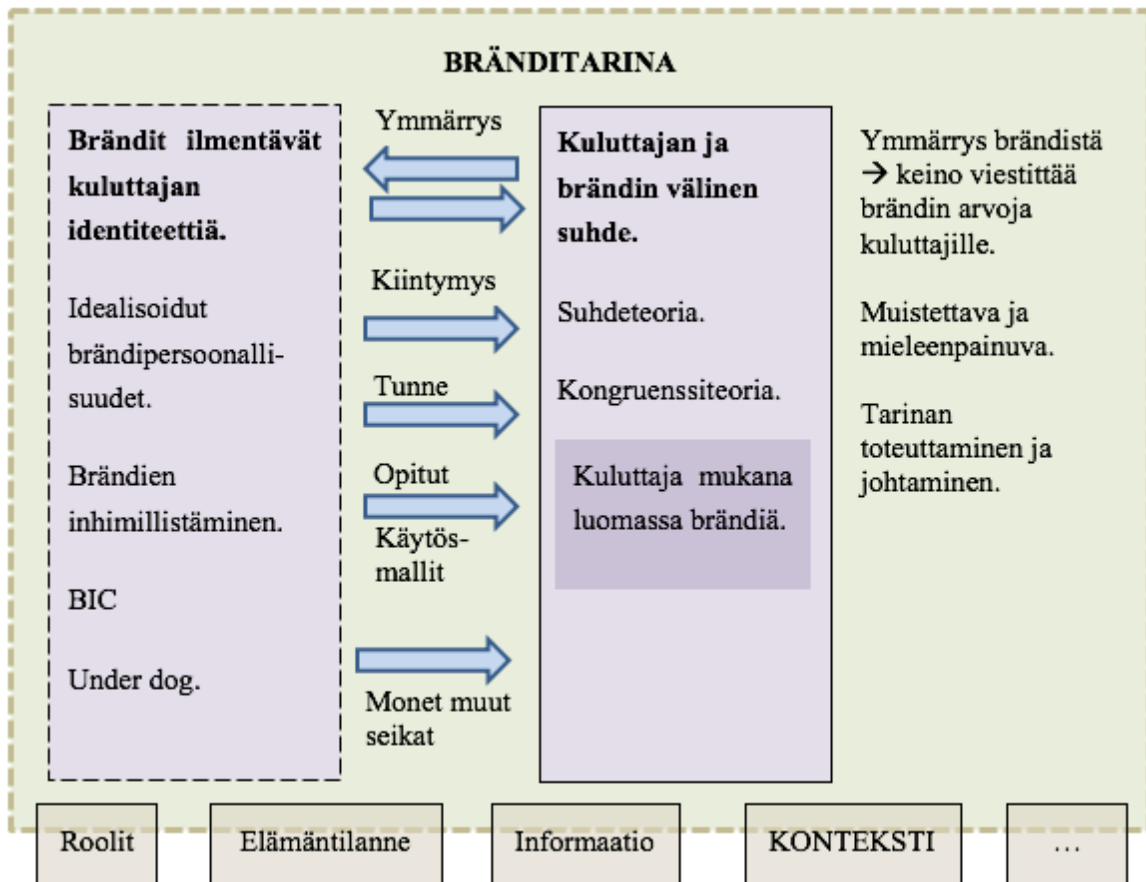 BRÄNDITARINA
Brändit ilmentävät
kuluttajan
identiteettiä.
Idealisoidut
brändipersoonalli-
suudet.
Brändien
inhimillistäminen.
BIC
Under dog.
Ymmärrys
Kiintymys
Tunne
Opitut
Käytös-
mallit
Monet muut
seikat
Kuluttajan ja
brändin välinen
suhde.
Suhdeteoria.
Kongruenssiteoria.
Kuluttaja mukana
luomassa brändiä.
Ymmärrys brändistä
→ keino viestittää
brändin arvoja
kuluttajille.
Muistettava ja
mieleenpainuva.
Tarinan
toteuttaminen ja
johtaminen.
Roolit
Elämäntilanne
Informaatio
KONTEKSTI
…